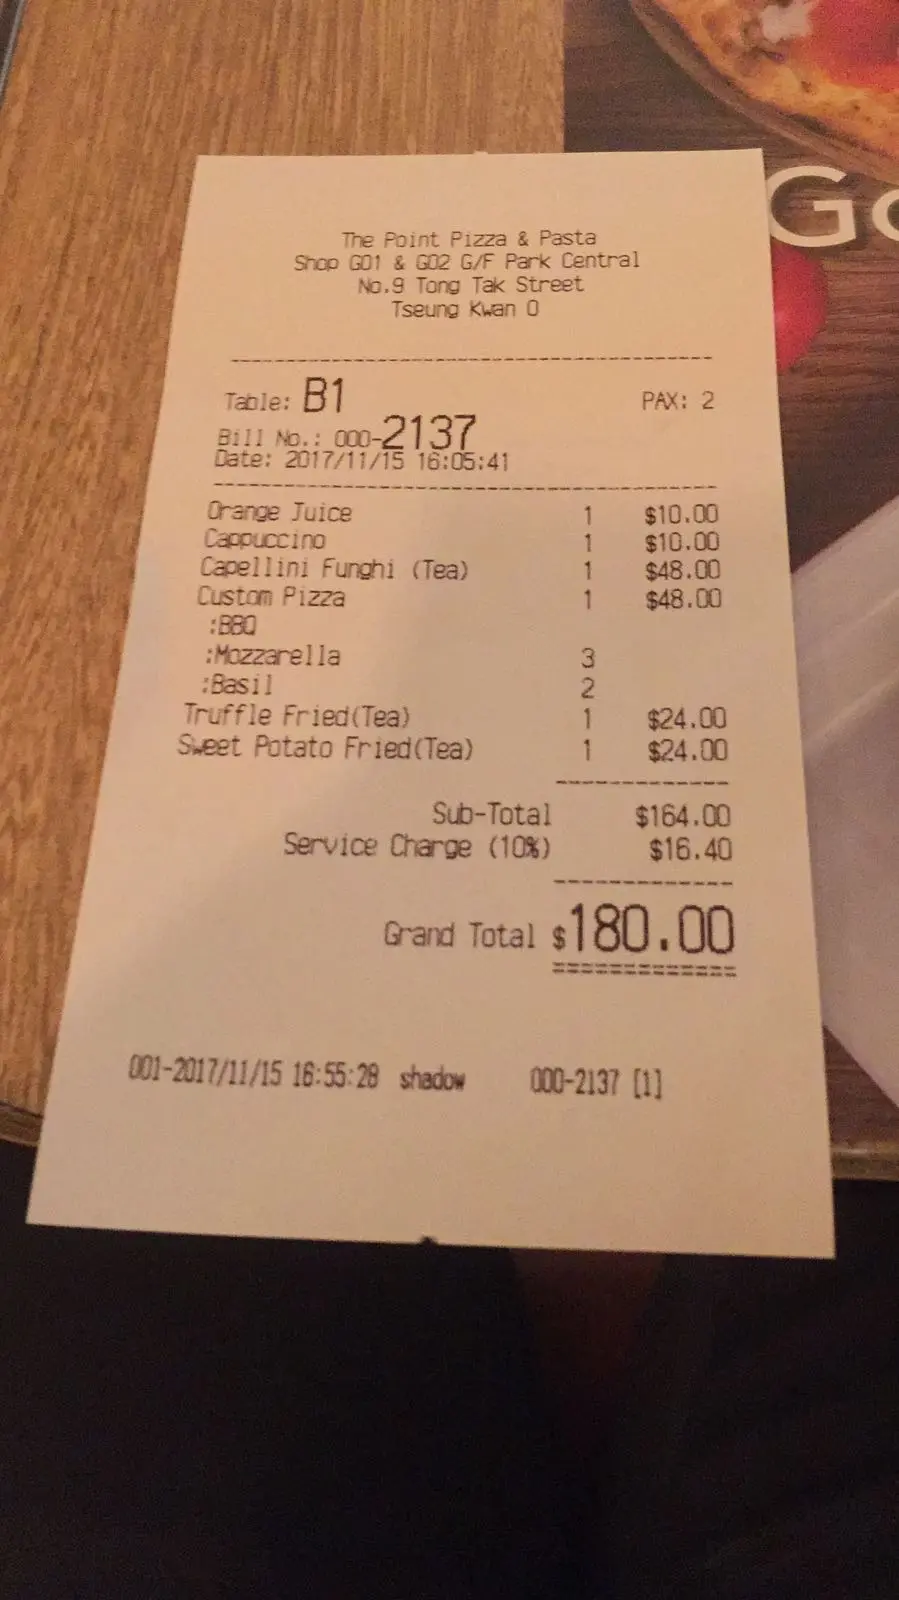 The Point Pizza & Pasta
Shop G01 & G02 G/F Park Central
No.9 Tong Tak Street
Tseung Kwan O
Table: B1 PAX: 2
Bill No.: 000-2137
Date: 2017/11/15 16:05:41
Orange Juice 1 $10.00
Cappuccino 1 $10.00
Capellini Funghi (Tea) 1 $48.00
Custom Pizza 1 $48.00
:BBQ
:Mozzarella 3
:Basil 2
Truffle Fried(Tea) 1 $24.00
Sweet Potato Fried(Tea) 1 $24.00
Sub-Total $164.00
Service Charge (10%) $16.40
Grand Total $180.00
001-2017/11/15 16:55:28 shadow 000-2137 [1]